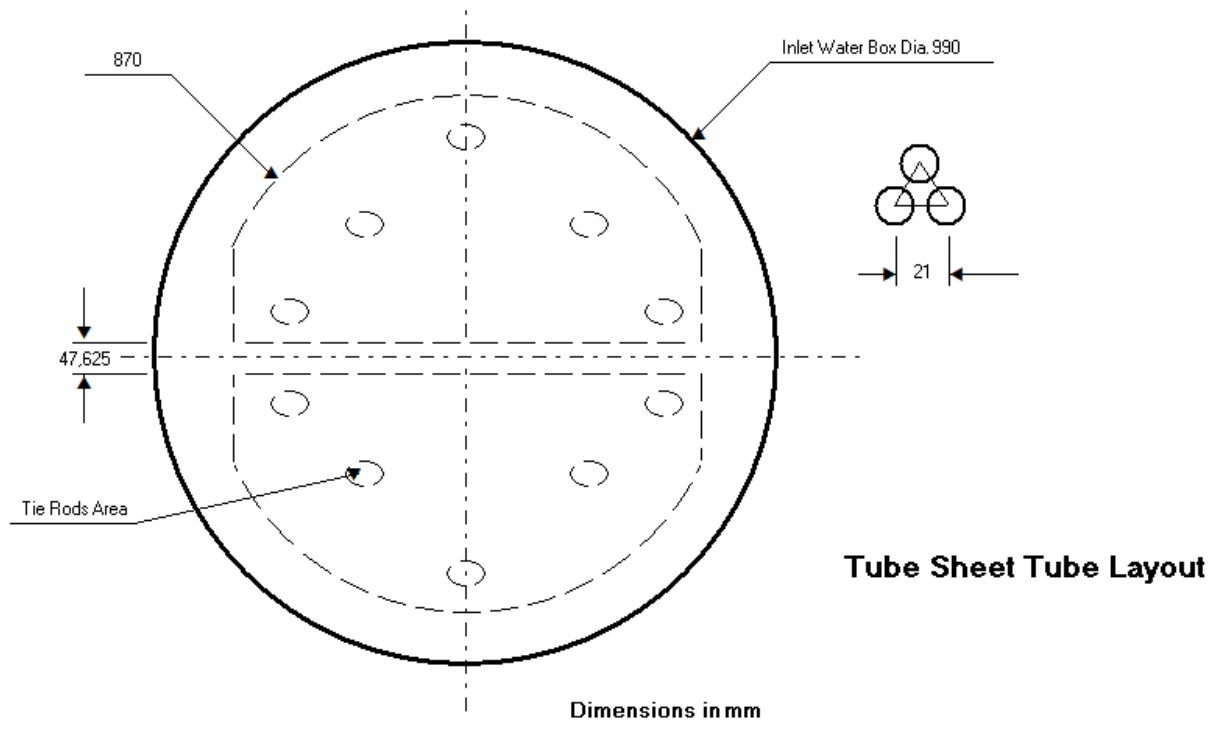 870
Inlet Water Box Dia. 990
21
47,625
Tie Rods Area
Tube Sheet Tube Layout
Dimensions in mm